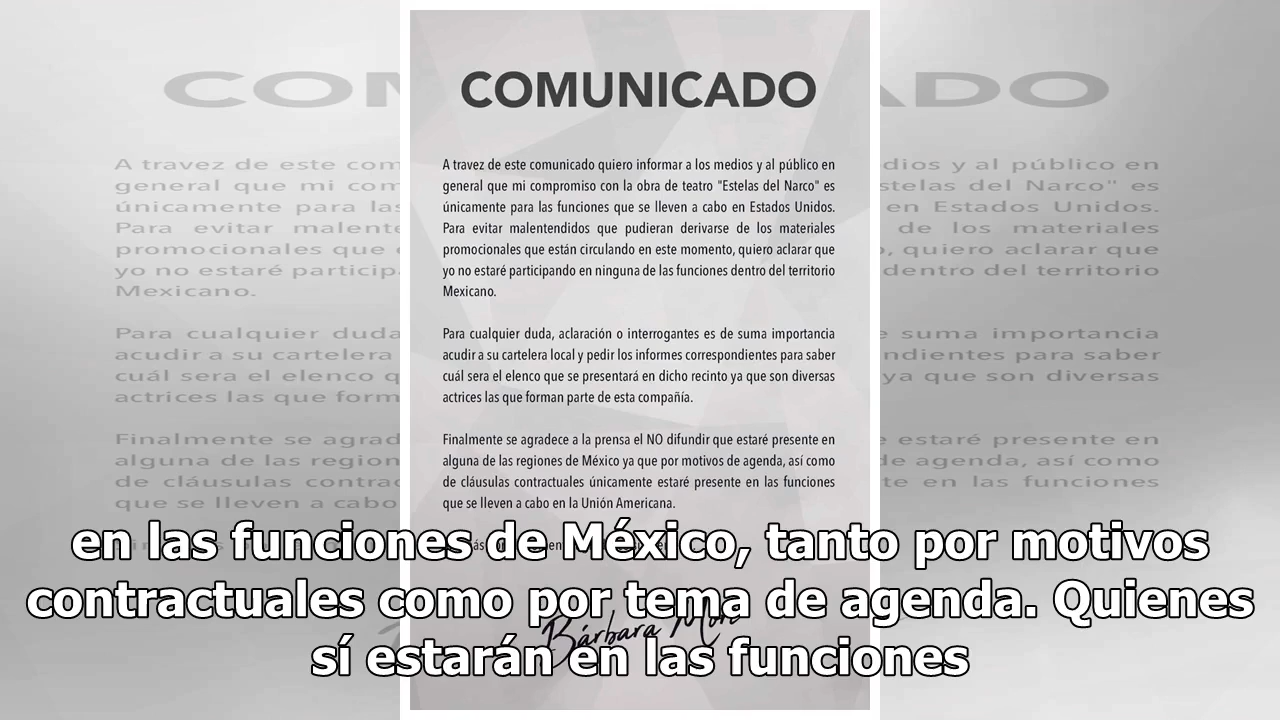 COMUNICADO
A travez de este comunicado quiero informar a los medios y al público en
general que mi compromiso con la obra de teatro "Estelas del Narco" es
únicamente para las funciones que se lleven a cabo en Estados Unidos.
Para evitar malentendidos que pudieran derivarse de los materiales
promocionales que están circulando en este momento, quiero aclarar que
yo no estaré participando en ninguna de las funciones dentro del territorio
Mexicano.
Para cualquier duda, aclaración o interrogantes es de suma importancia
acudir a su cartelera local y pedir los informes correspondientes para saber
cuál sera el elenco que se presentará en dicho recinto ya que son diversas
actrices las que forman parte de esta compañía.
Finalmente se agradece a la prensa el NO difundir que estaré presente en
alguna de las regiones de México ya que por motivos de agenda, así como
de cláusulas contractuales únicamente estaré presente en las funciones
que se lleven a cabo en la Unión Americana.
en las funciones de México, tanto por motivos
contractuales como por tema de agenda. Quienes
sí estarán en las funciones
Bárbara